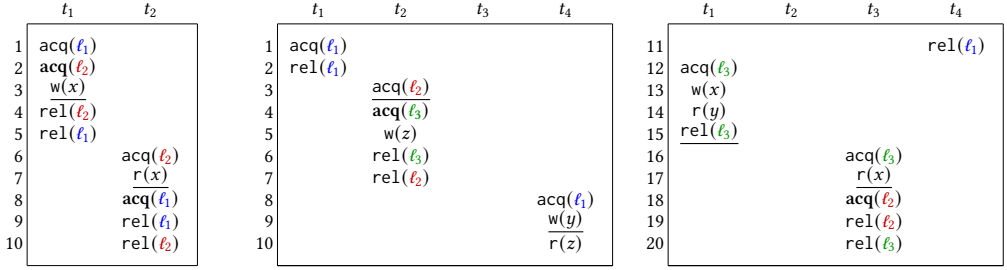 t₁ t₂
1 acq(ℓ₁)
2 acq(ℓ₂)
3 w(x)
4 rel(ℓ₂)
5 rel(ℓ₁)
6 acq(ℓ₂)
7 r(x)
8 acq(ℓ₁)
9 rel(ℓ₁)
10 rel(ℓ₂)
t₁ t₂ t₃ t₄
1 acq(ℓ₁)
2 rel(ℓ₁)
3 acq(ℓ₂)
4 acq(ℓ₃)
5 w(z)
6 rel(ℓ₃)
7 rel(ℓ₂)
8 acq(ℓ₁)
9 w(y)
10 r(z)
t₁ t₂ t₃ t₄
11 rel(ℓ₁)
12 acq(ℓ₃)
13 w(x)
14 r(y)
15 rel(ℓ₃)
16 acq(ℓ₃)
17 r(x)
18 acq(ℓ₂)
19 rel(ℓ₂)
20 rel(ℓ₃)